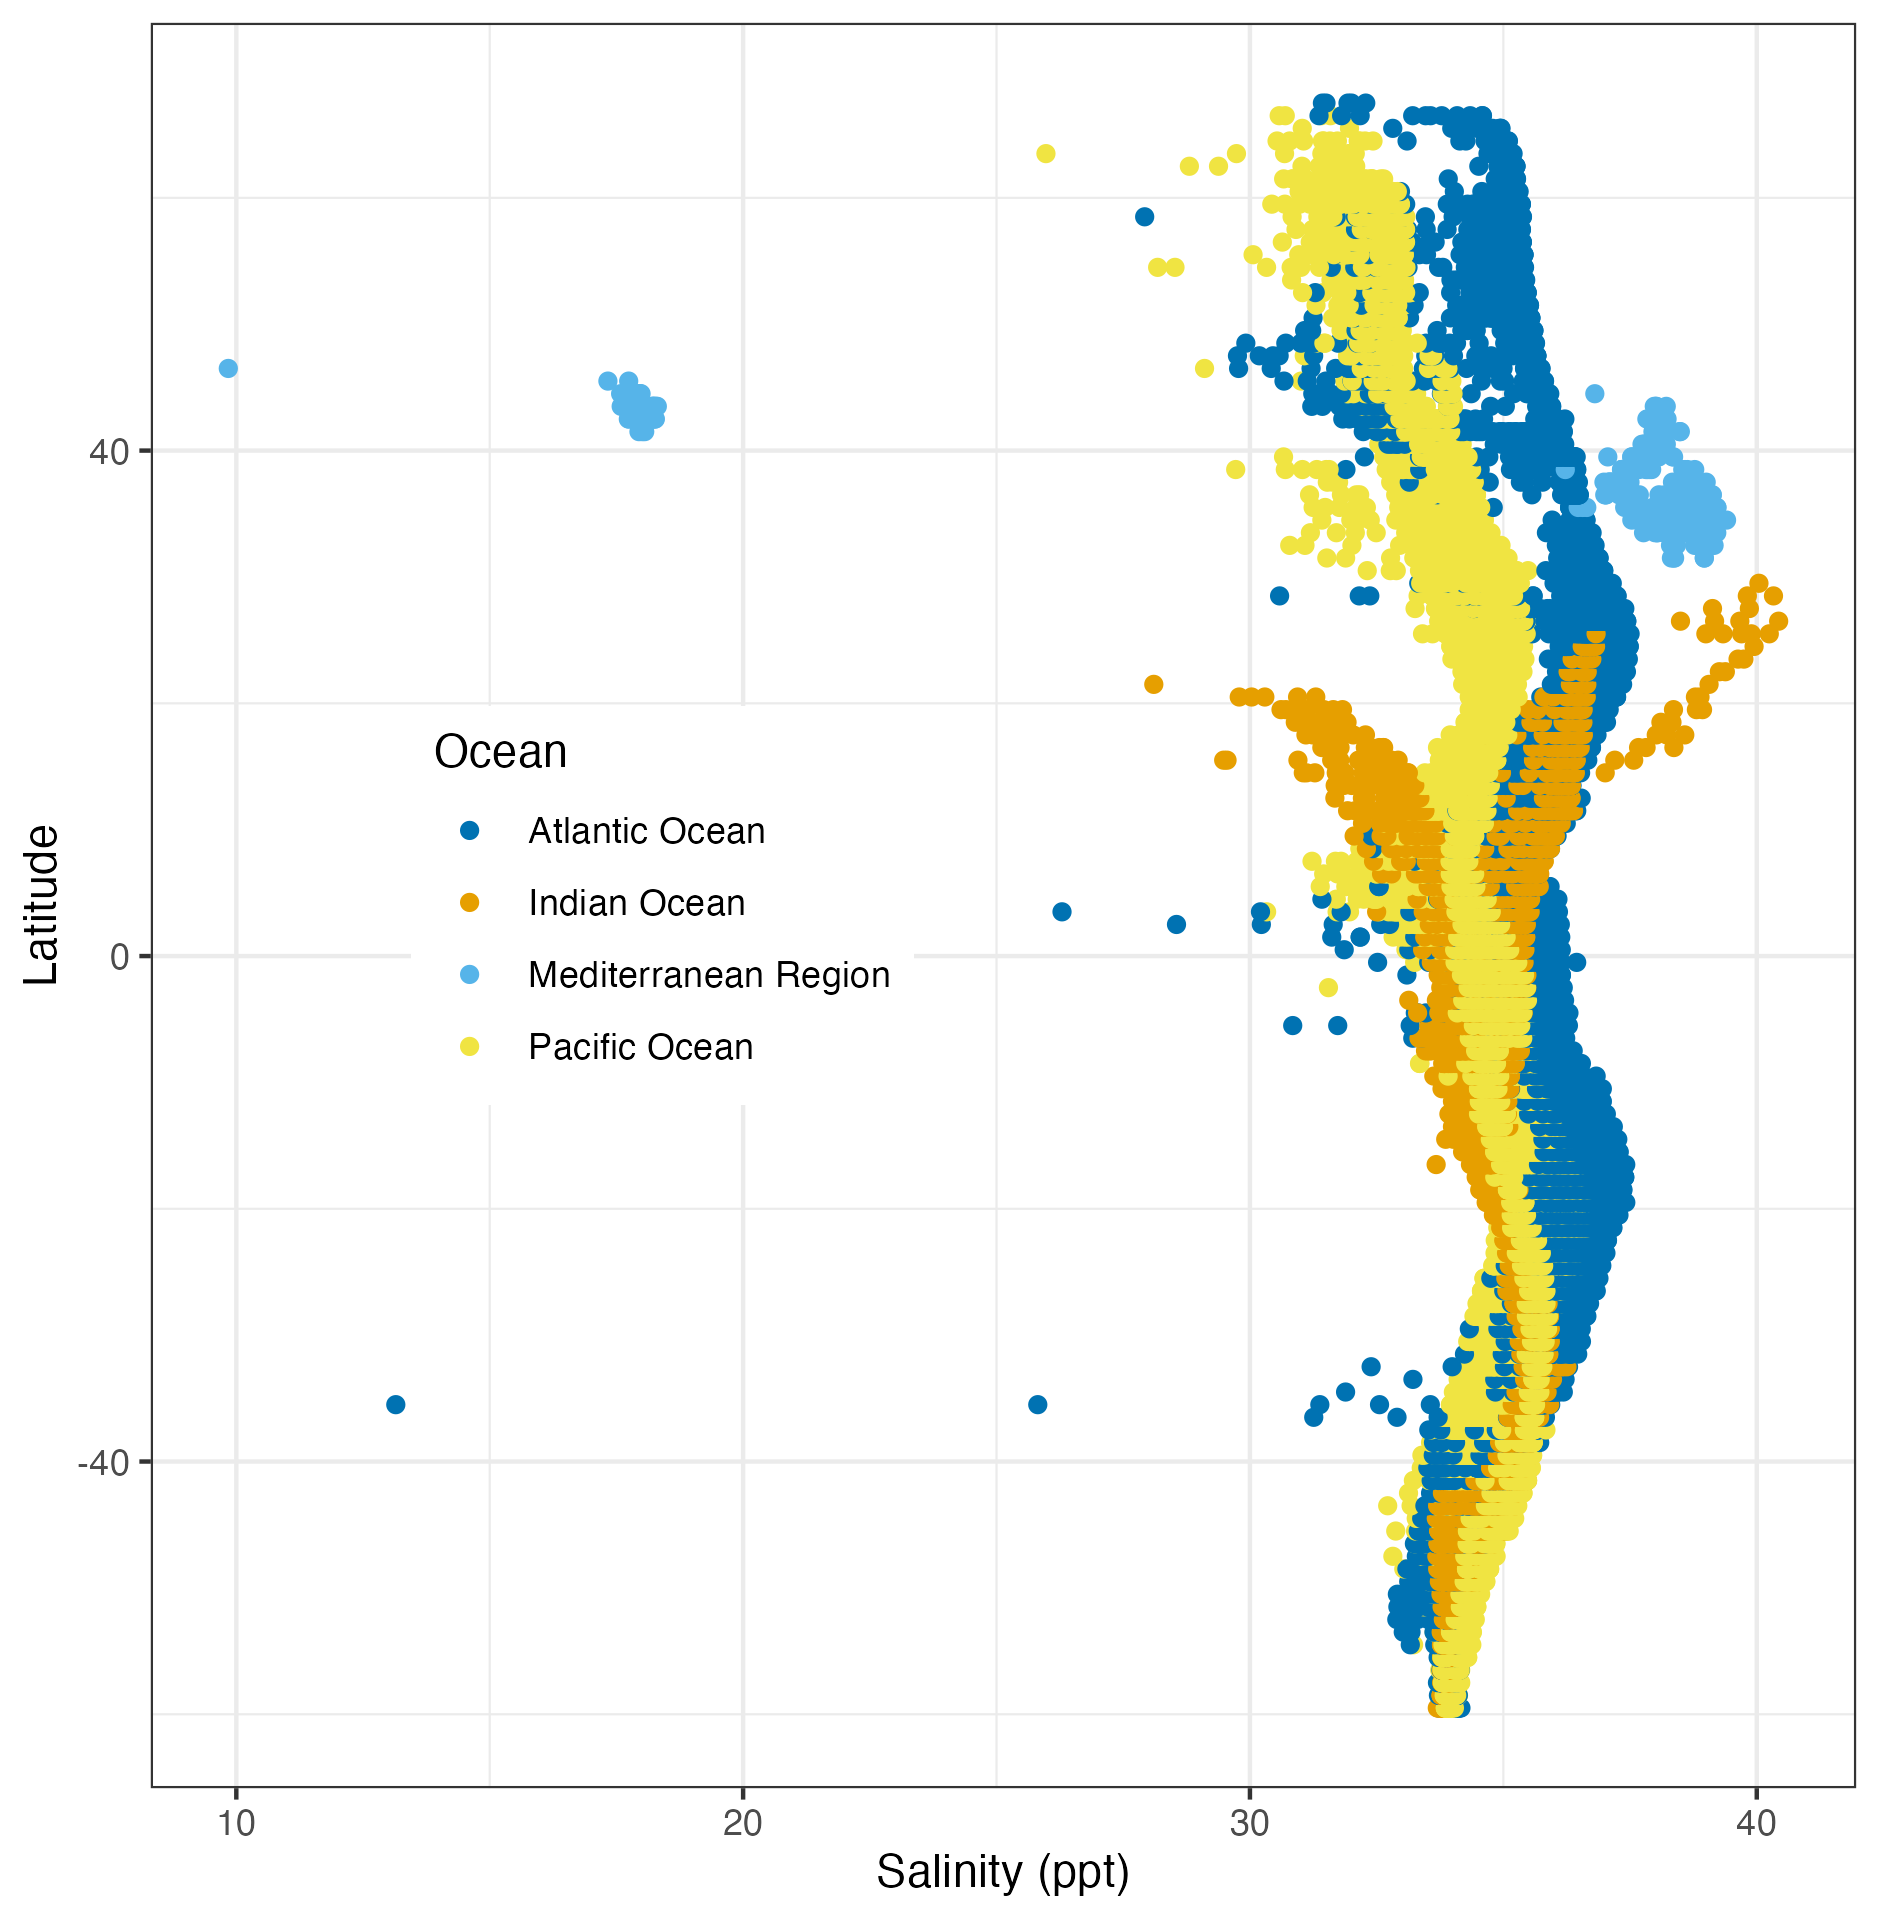 40
0
-40
Latitude
Ocean
Atlantic Ocean
Indian Ocean
Mediterranean Region
Pacific Ocean
10
20
30
40
Salinity (ppt)